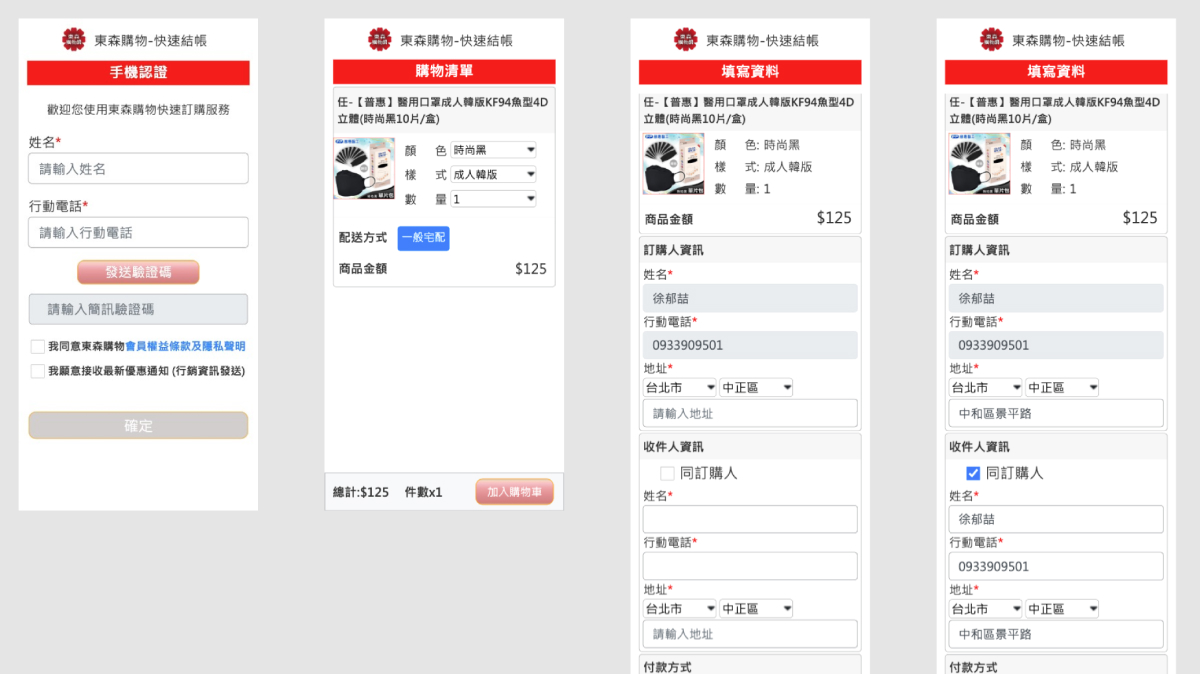 東森購物-快速結帳
手機認證
歡迎您使用東森購物快速訂購服務
姓名*
請輸入姓名
行動電話*
請輸入行動電話
發送驗證碼
請輸入簡訊驗證碼
我同意東森購物會員權益條款及隱私聲明
我願意接收最新優惠通知 (行銷資訊發送)
確定
東森購物-快速結帳
購物清單
任-【普惠】醫用口罩成人韓版KF94魚型4D
立體(時尚黑10片/盒)
顏 色 時尚黑
樣 式 成人韓版
數 量 1
配送方式 一般宅配
商品金額 $125
總計:$125 件數x1 加入購物車
東森購物-快速結帳
填寫資料
任-【普惠】醫用口罩成人韓版KF94魚型4D
立體(時尚黑10片/盒)
顏 色: 時尚黑
樣 式: 成人韓版
數 量: 1
商品金額 $125
訂購人資訊
姓名*
徐郁喆
行動電話*
0933909501
地址*
台北市 中正區
請輸入地址
收件人資訊
同訂購人
姓名*
行動電話*
地址*
台北市 中正區
請輸入地址
付款方式
東森購物-快速結帳
填寫資料
任-【普惠】醫用口罩成人韓版KF94魚型4D
立體(時尚黑10片/盒)
顏 色: 時尚黑
樣 式: 成人韓版
數 量: 1
商品金額 $125
訂購人資訊
姓名*
徐郁喆
行動電話*
0933909501
地址*
台北市 中正區
中和區景平路
收件人資訊
同訂購人
姓名*
徐郁喆
行動電話*
0933909501
地址*
台北市 中正區
中和區景平路
付款方式